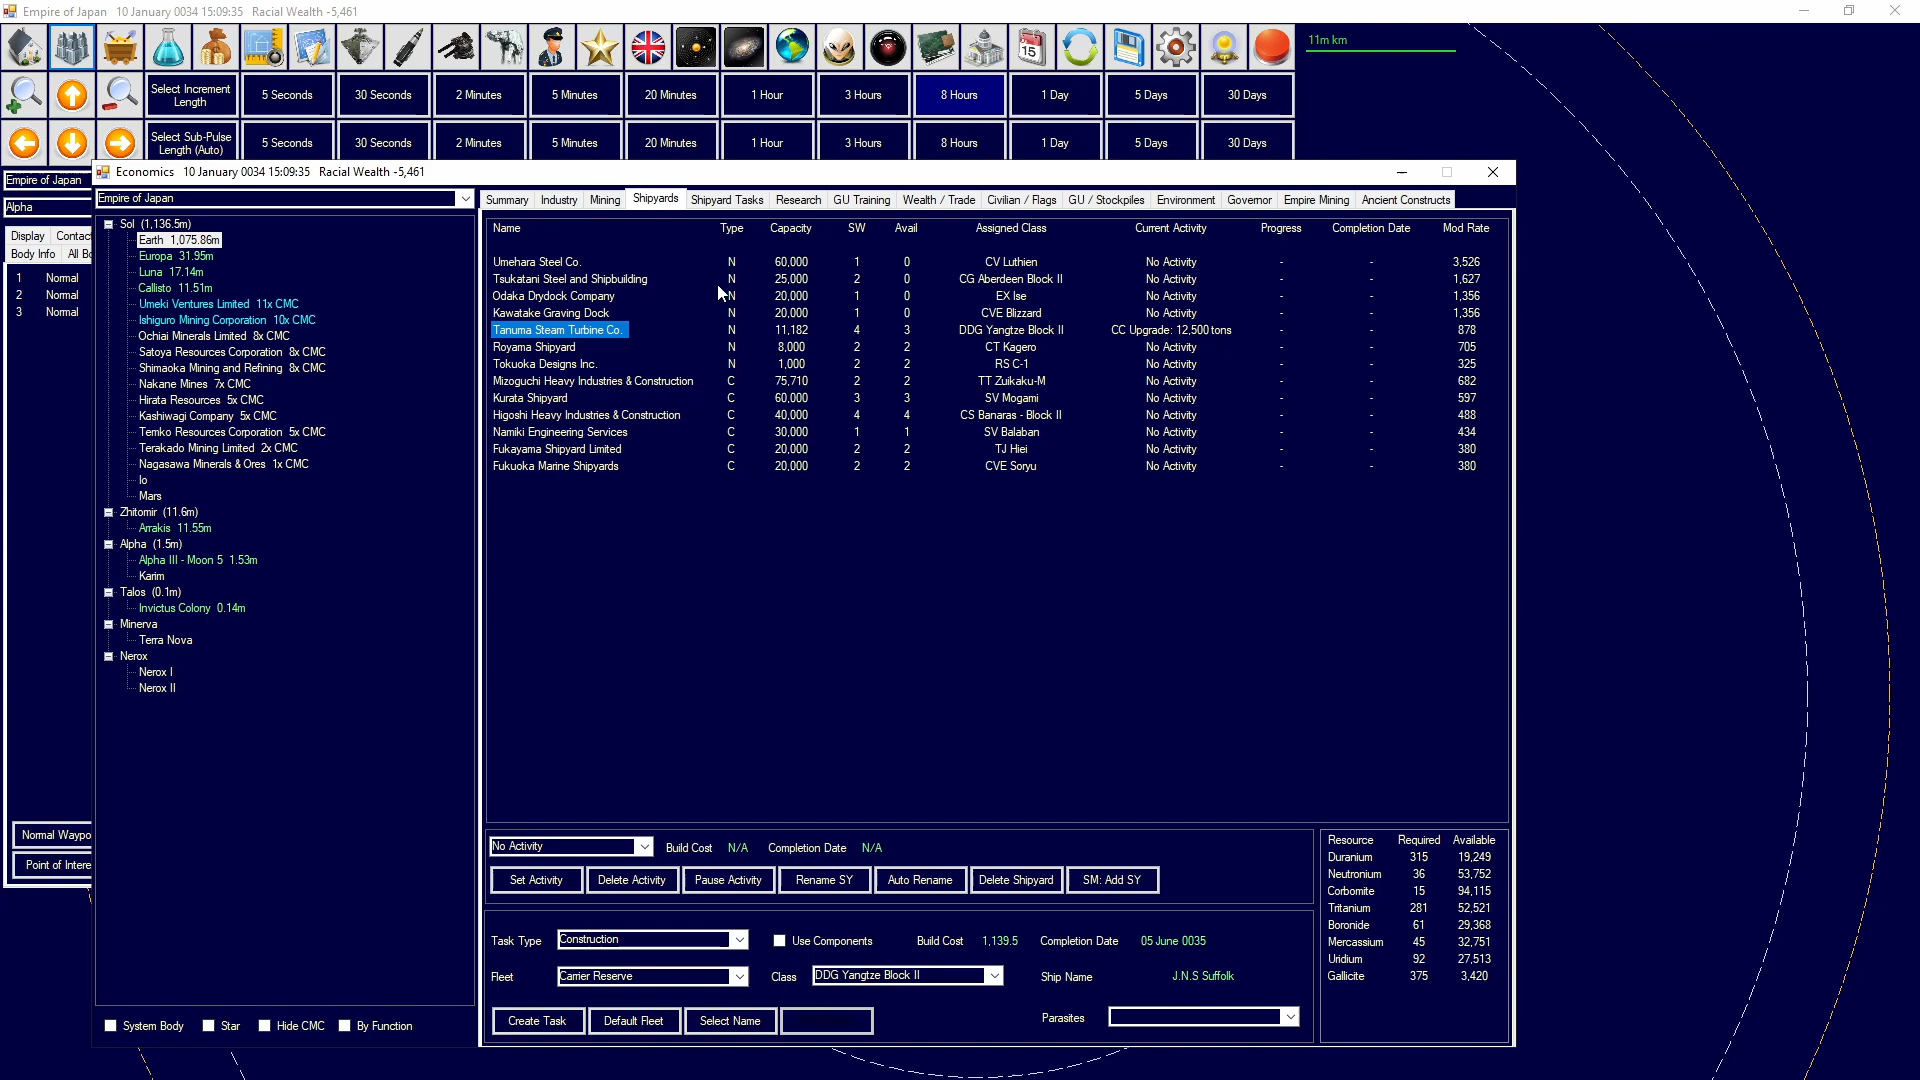 Empire of Japan   10 January 0034 15:09:35   Racial Wealth -5,461
11m km
Select Increment Length   5 Seconds   30 Seconds   2 Minutes   5 Minutes   20 Minutes   1 Hour   3 Hours   8 Hours   1 Day   5 Days   30 Days
Select Sub-Pulse Length (Auto)   5 Seconds   30 Seconds   2 Minutes   5 Minutes   20 Minutes   1 Hour   3 Hours   8 Hours   1 Day   5 Days   30 Days
Empire of Japan
Alpha
Display   Contac
Body Info   All Bo
1   Normal
2   Normal
3   Normal
Normal Waypo
Point of Intere
Economics   10 January 0034 15:09:35   Racial Wealth -5,461
Empire of Japan
Summary   Industry   Mining   Shipyards   Shipyard Tasks   Research   GU Training   Wealth / Trade   Civilian / Flags   GU / Stockpiles   Environment   Governor   Empire Mining   Ancient Constructs
Sol (1,136.5m)
Earth 1,075.86m
Europa 31.95m
Luna 17.14m
Callisto 11.51m
Umeki Ventures Limited 11x CMC
Ishiguro Mining Corporation 10x CMC
Ochiai Minerals Limited 8x CMC
Satoya Resources Corporation 8x CMC
Shimaoka Mining and Refining 8x CMC
Nakane Mines 7x CMC
Hirata Resources 5x CMC
Kashiwagi Company 5x CMC
Temko Resources Corporation 5x CMC
Terakado Mining Limited 2x CMC
Nagasawa Minerals & Ores 1x CMC
Io
Mars
Zhitomir (11.6m)
Arrakis 11.55m
Alpha (1.5m)
Alpha III - Moon 5 1.53m
Karim
Talos (0.1m)
Invictus Colony 0.14m
Minerva
Terra Nova
Nerox
Nerox I
Nerox II
System Body   Star   Hide CMC   By Function
Name   Type   Capacity   SW   Avail   Assigned Class   Current Activity   Progress   Completion Date   Mod Rate
Umehara Steel Co.   N   60,000   1   0   CV Luthien   No Activity   -   -   3,526
Tsukatani Steel and Shipbuilding   N   25,000   2   0   CG Aberdeen Block II   No Activity   -   -   1,627
Odaka Drydock Company   N   20,000   1   0   EX Ise   No Activity   -   -   1,356
Kawatake Graving Dock   N   20,000   1   0   CVE Blizzard   No Activity   -   -   1,356
Tanuma Steam Turbine Co.   N   11,182   4   3   DDG Yangtze Block II   CC Upgrade: 12,500 tons   -   -   878
Royama Shipyard   N   8,000   2   2   CT Kagero   No Activity   -   -   705
Tokuoka Designs Inc.   N   1,000   2   2   RS C-1   No Activity   -   -   325
Mizoguchi Heavy Industries & Construction   C   75,710   2   2   TT Zuikaku-M   No Activity   -   -   682
Kurata Shipyard   C   60,000   3   3   SV Mogami   No Activity   -   -   597
Higoshi Heavy Industries & Construction   C   40,000   4   4   CS Banaras - Block II   No Activity   -   -   488
Namiki Engineering Services   C   30,000   1   1   SV Balaban   No Activity   -   -   434
Fukayama Shipyard Limited   C   20,000   2   2   TJ Hiei   No Activity   -   -   380
Fukuoka Marine Shipyards   C   20,000   2   2   CVE Soryu   No Activity   -   -   380
No Activity   Build Cost   N/A   Completion Date   N/A
Set Activity   Delete Activity   Pause Activity   Rename SY   Auto Rename   Delete Shipyard   SM: Add SY
Task Type   Construction   Use Components   Build Cost   1,139.5   Completion Date   05 June 0035
Fleet   Carrier Reserve   Class   DDG Yangtze Block II   Ship Name   J.N.S Suffolk
Create Task   Default Fleet   Select Name   Parasites
Resource   Required   Available
Duranium   315   19,249
Neutronium   36   53,752
Corbomite   15   94,115
Tritanium   281   52,521
Boronide   61   29,368
Mercassium   45   32,751
Uridium   92   27,513
Gallicite   375   3,420